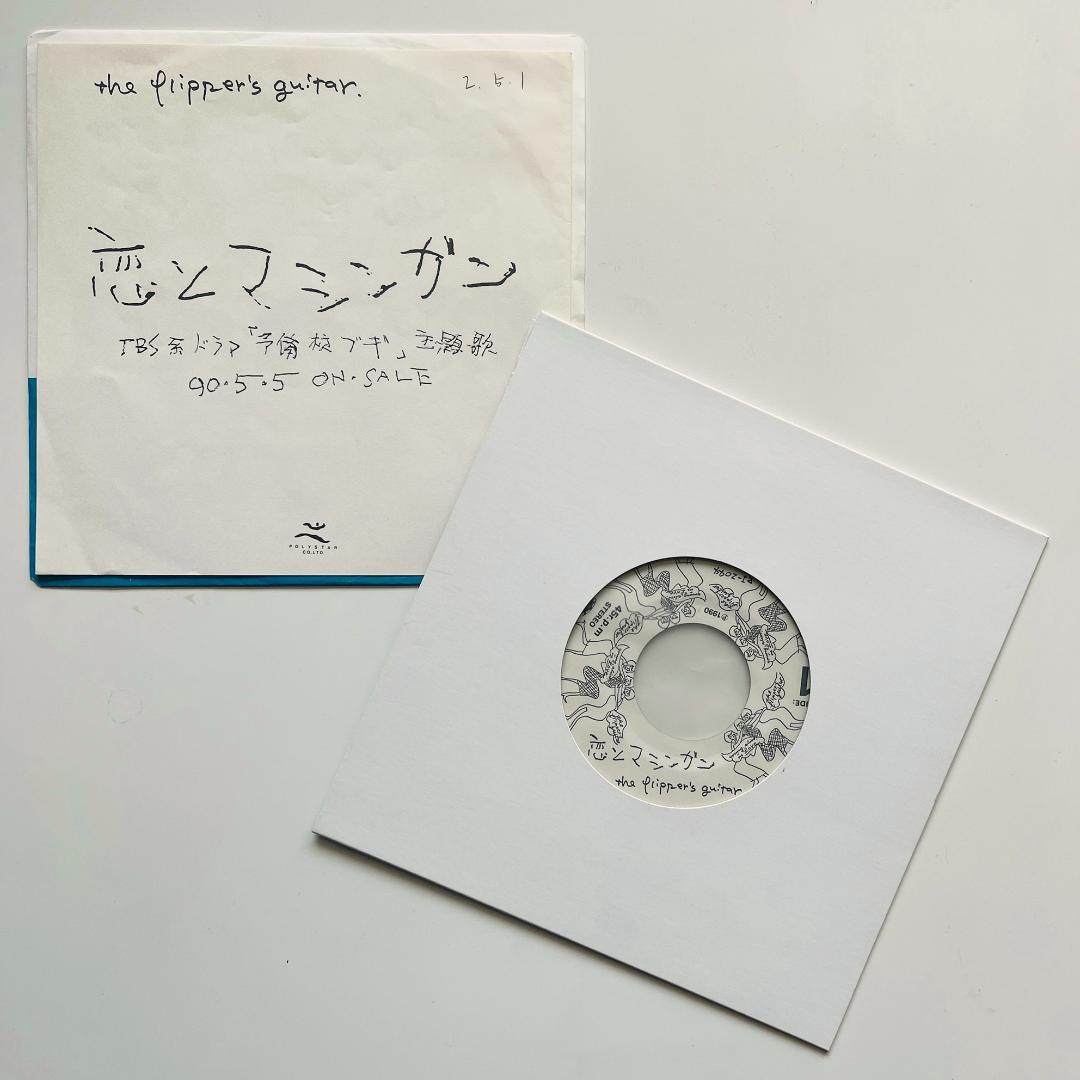 the flipper's guitar.
2.5.1
恋とマシンガン
TBS系ドラマ「予備校ブギ」主題歌
90.5.5 ON.SALE
POLYSTAR
CO.,LTD.
℗1990
45r.p.m
STEREO
恋とマシンガン
the flipper's guitar